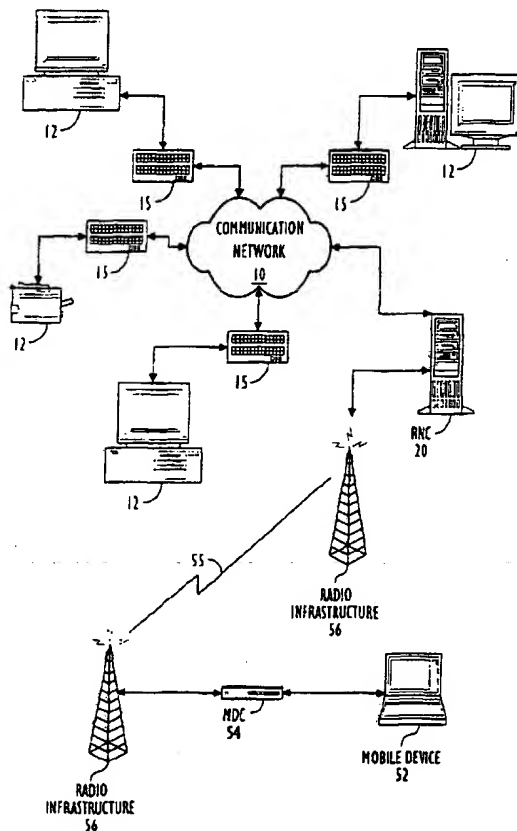 12
12
15
15
COMMUNICATION
NETWORK
10
15
12
15
12
RNC
20
55
RADIO
INFRASTRUCTURE
56
MDC
54
MOBILE DEVICE
52
RADIO
INFRASTRUCTURE
56